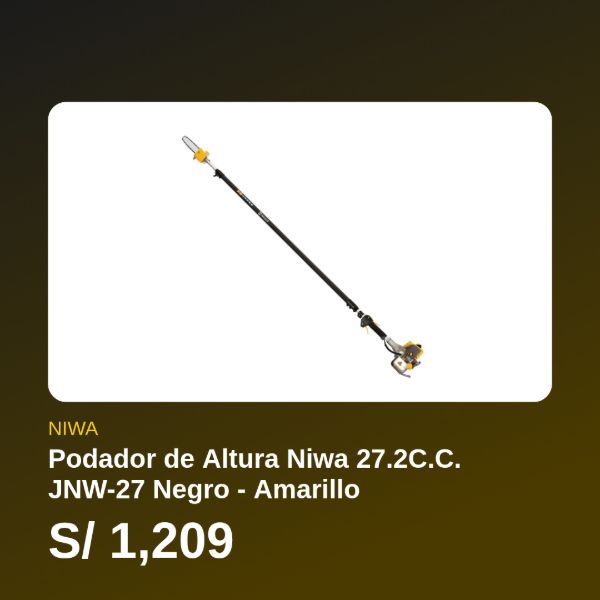 NIWA
Podador de Altura Niwa 27.2C.C.
JNW-27 Negro - Amarillo
S/ 1,209